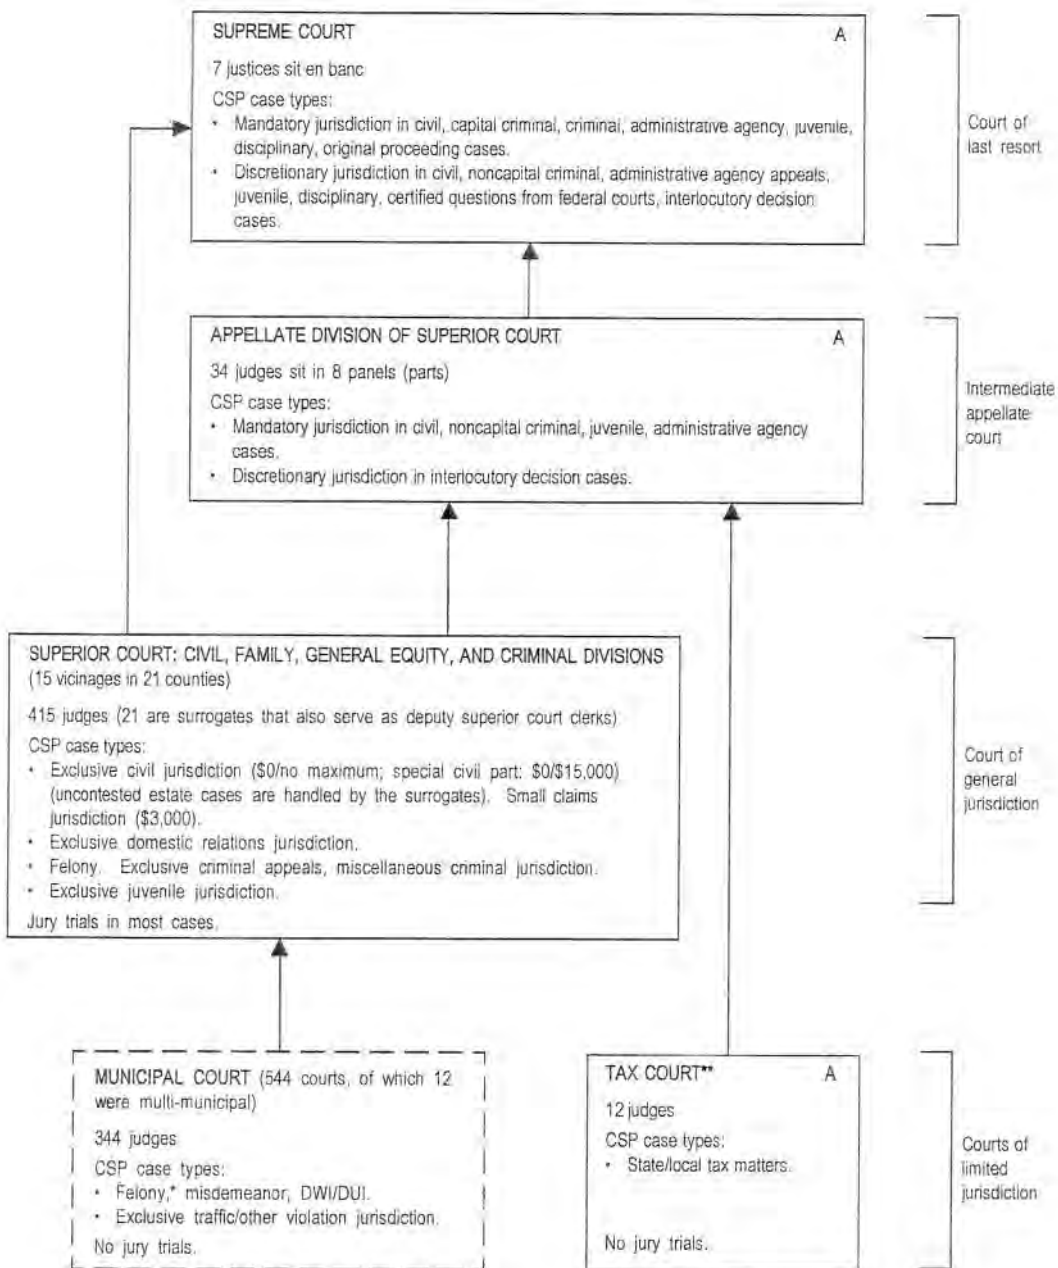 SUPREME COURT A
7 justices sit en banc
CSP case types:
• Mandatory jurisdiction in civil, capital criminal, criminal, administrative agency, juvenile,
disciplinary, original proceeding cases.
• Discretionary jurisdiction in civil, noncapital criminal, administrative agency appeals,
juvenile, disciplinary, certified questions from federal courts, interlocutory decision
cases.
Court of
last resort
APPELLATE DIVISION OF SUPERIOR COURT A
34 judges sit in 8 panels (parts)
CSP case types:
• Mandatory jurisdiction in civil, noncapital criminal, juvenile, administrative agency
cases.
• Discretionary jurisdiction in interlocutory decision cases.
Intermediate
appellate
court
SUPERIOR COURT: CIVIL, FAMILY, GENERAL EQUITY, AND CRIMINAL DIVISIONS
(15 vicinages in 21 counties)
415 judges (21 are surrogates that also serve as deputy superior court clerks)
CSP case types:
• Exclusive civil jurisdiction ($0/no maximum; special civil part: $0/$15,000)
(uncontested estate cases are handled by the surrogates). Small claims
jurisdiction ($3,000).
• Exclusive domestic relations jurisdiction.
• Felony. Exclusive criminal appeals, miscellaneous criminal jurisdiction.
• Exclusive juvenile jurisdiction.
Jury trials in most cases.
Court of
general
jurisdiction
MUNICIPAL COURT (544 courts, of which 12
were multi-municipal)
344 judges
CSP case types:
• Felony,* misdemeanor, DWI/DUI.
• Exclusive traffic/other violation jurisdiction.
No jury trials.
TAX COURT** A
12 judges
CSP case types:
• State/local tax matters.
No jury trials.
Courts of
limited
jurisdiction